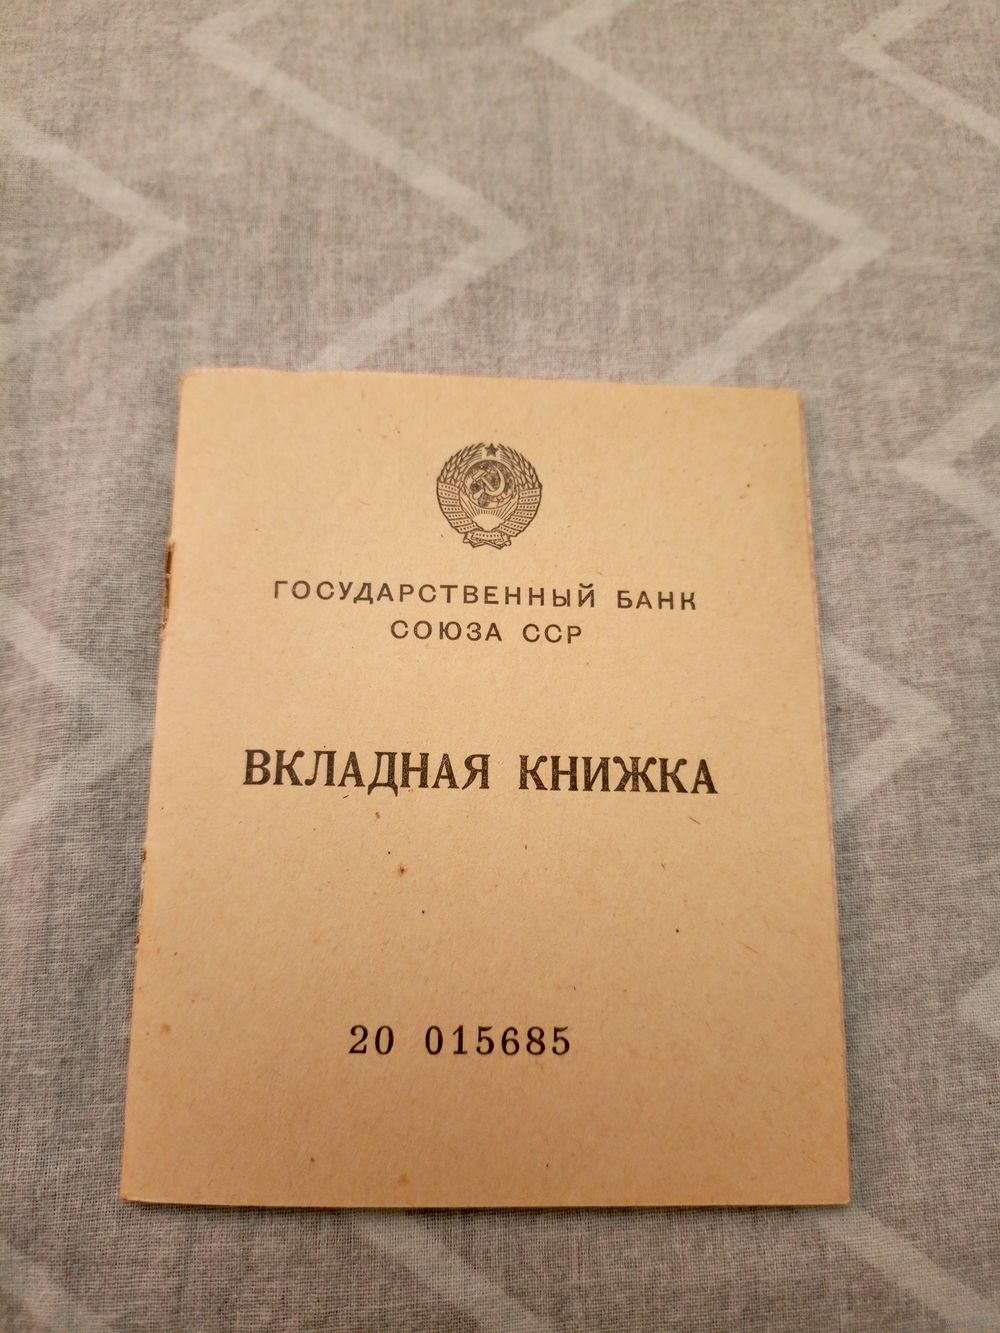 ГОСУДАРСТВЕННЫЙ БАНК
СОЮЗА ССР
ВКЛАДНАЯ КНИЖКА
20 015685